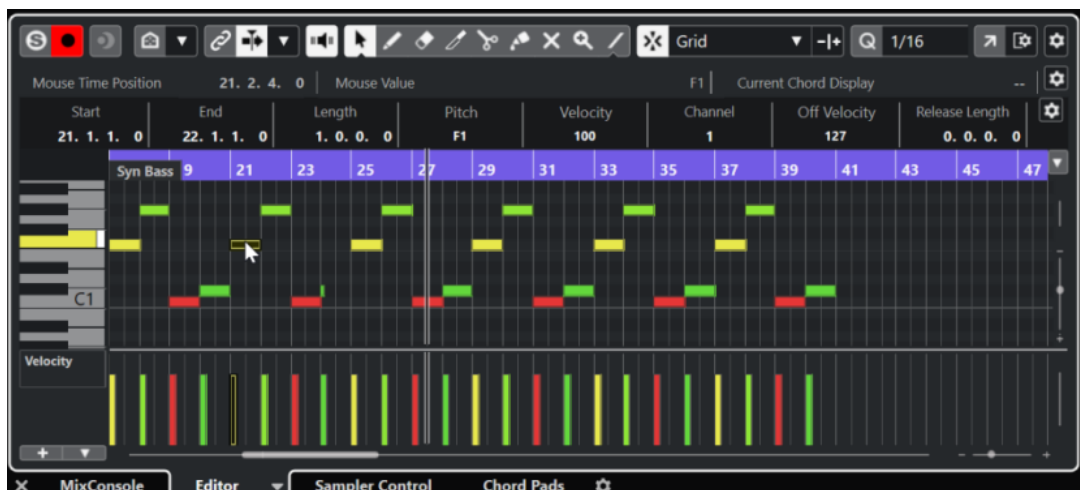 S Grid Q 1/16
Mouse Time Position 21. 2. 4. 0 Mouse Value F1 Current Chord Display --
Start End Length Pitch Velocity Channel Off Velocity Release Length
21. 1. 1. 0 22. 1. 1. 0 1. 0. 0. 0 F1 100 1 127 0. 0. 0. 0
Syn Bass 9 21 23 25 27 29 31 33 35 37 39 41 43 45 47
C1
Velocity
MixConsole Editor Sampler Control Chord Pads